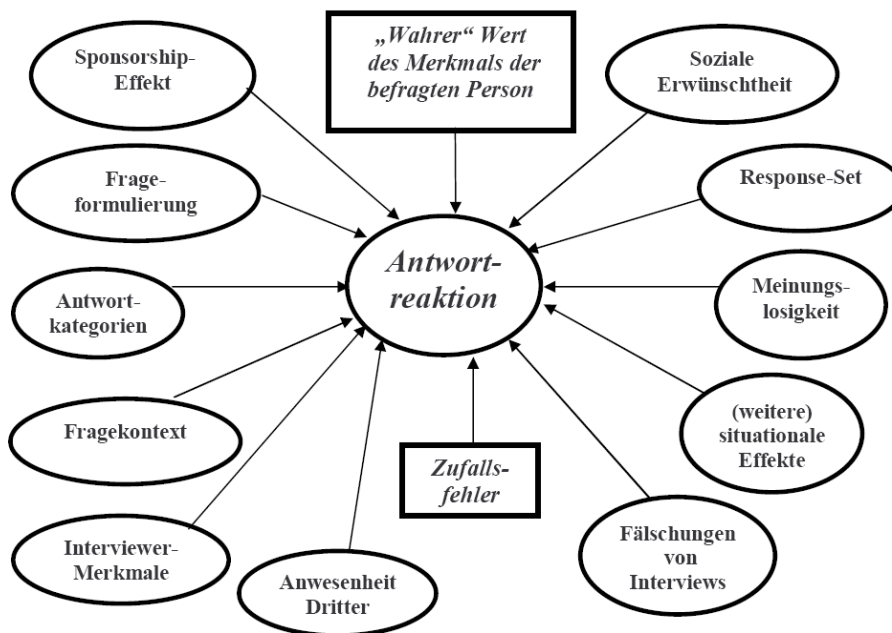 Sponsorship-
Effekt
„Wahrer“ Wert
des Merkmals der
befragten Person
Soziale
Erwünschtheit
Frage-
formulierung
Response-Set
Antwort-
reaktion
Antwort-
kategorien
Meinungs-
losigkeit
Fragekontext
(weitere)
situationale
Effekte
Zufalls-
fehler
Interviewer-
Merkmale
Anwesenheit
Dritter
Fälschungen
von
Interviews